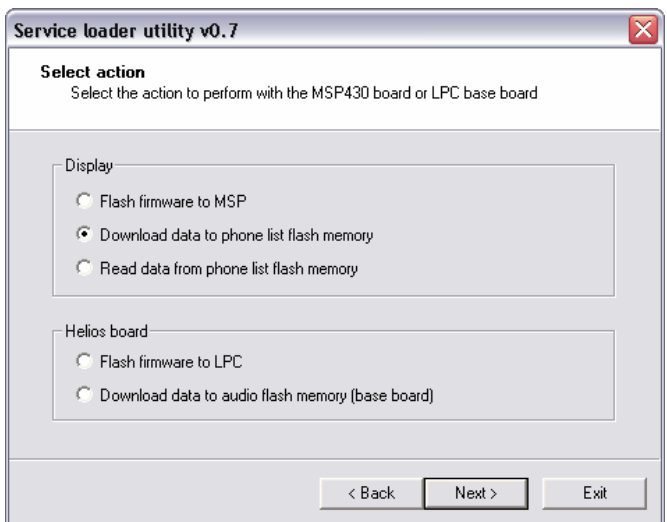 Service loader utility v0.7
Select action
Select the action to perform with the MSP430 board or LPC base board
Display
Flash firmware to MSP
Download data to phone list flash memory
Read data from phone list flash memory
Helios board
Flash firmware to LPC
Download data to audio flash memory (base board)
< Back Next > Exit